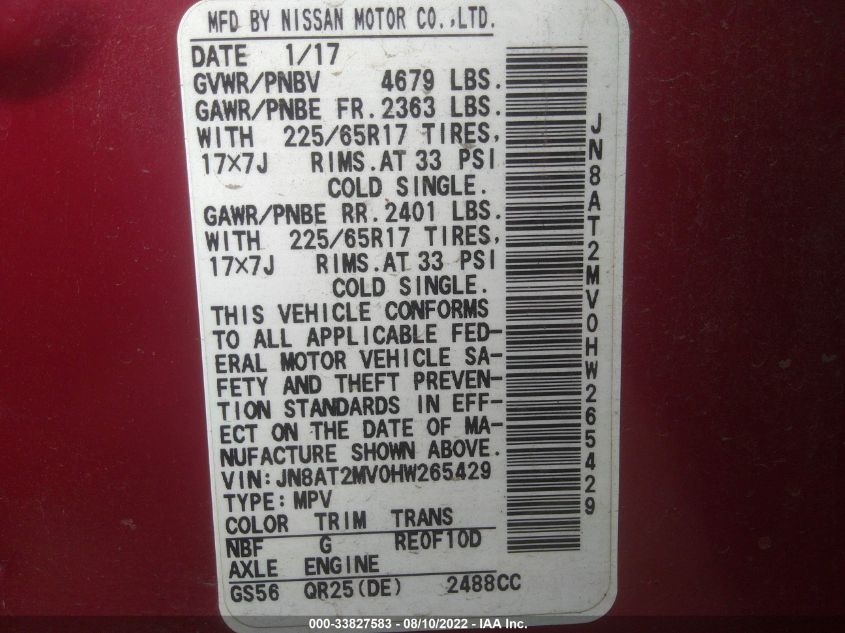 MFD BY NISSAN MOTOR CO.,LTD.
DATE 1/17
GVWR/PNBV 4679 LBS.
GAWR/PNBE FR.2363 LBS.
WITH 225/65R17 TIRES,
17×7J RIMS.AT 33 PSI
COLD SINGLE.
GAWR/PNBE RR.2401 LBS.
WITH 225/65R17 TIRES,
17×7J RIMS.AT 33 PSI
COLD SINGLE.
THIS VEHICLE CONFORMS
TO ALL APPLICABLE FED-
ERAL MOTOR VEHICLE SA-
FETY AND THEFT PREVEN-
TION STANDARDS IN EFF-
ECT ON THE DATE OF MA-
NUFACTURE SHOWN ABOVE.
VIN:JN8AT2MV0HW265429
TYPE:MPV
COLOR TRIM TRANS
NBF G RE0F10D
AXLE ENGINE
GS56 QR25(DE) 2488CC
JN8AT2MV0HW265429
000-33827583 — 08/10/2022 — IAA Inc.